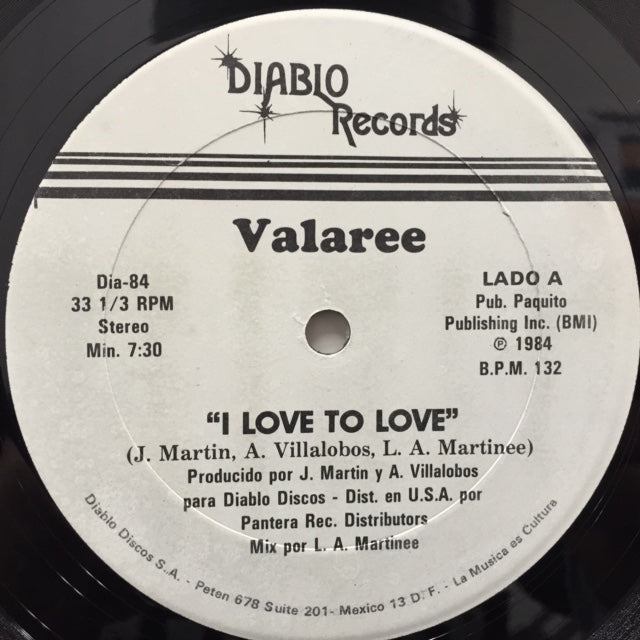 DIABLO
Records
Valaree
Dia-84
33 1/3 RPM
Stereo
Min. 7:30
LADO A
Pub. Paquito
Publishing Inc. (BMI)
℗ 1984
B.P.M. 132
"I LOVE TO LOVE"
(J. Martin, A. Villalobos, L. A. Martinee)
Producido por J. Martin y A. Villalobos
para Diablo Discos - Dist. en U.S.A. por
Pantera Rec. Distributors
Mix por L. A. Martinee
Diablo Discos S.A. - Peten 678 Suite 201- Mexico 13 D.F. - La Musica es Cultura